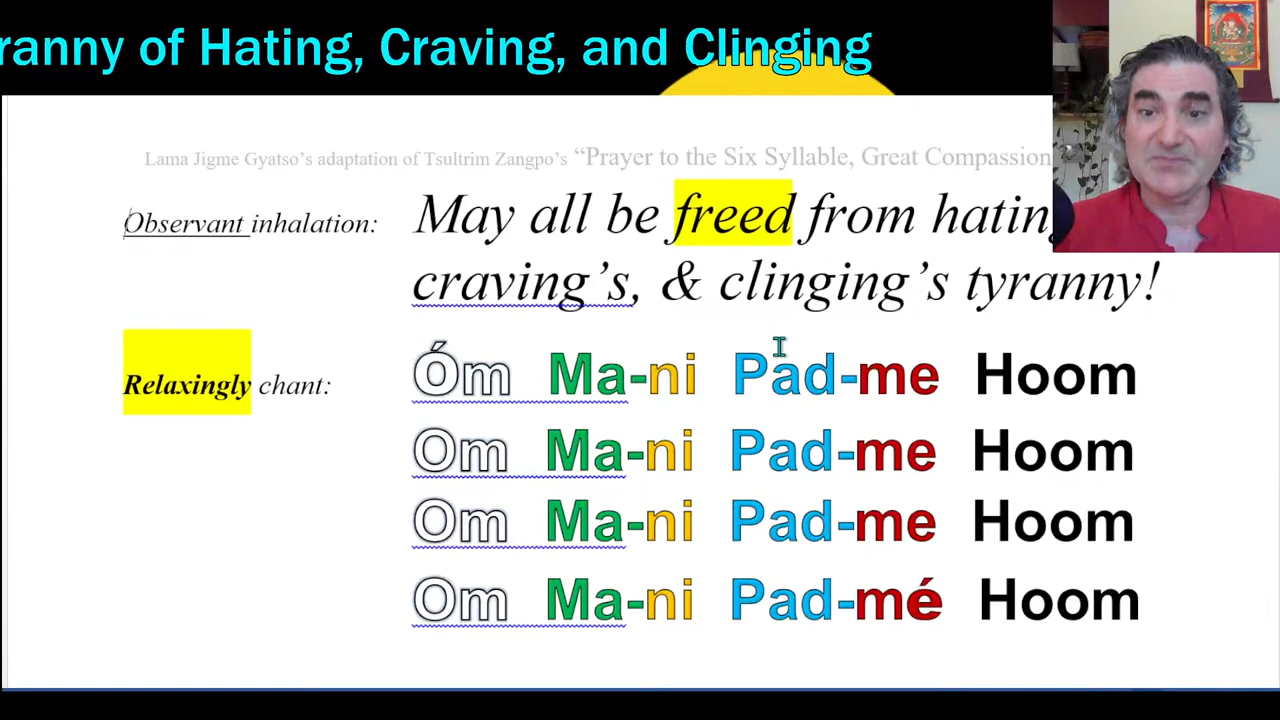 ranny of Hating, Craving, and Clinging
Lama Jigme Gyatso's adaptation of Tsultrim Zangpo's “Prayer to the Six Syllable, Great Compassion
Observant inhalation: May all be freed from hating
craving's, & clinging's tyranny!
Relaxingly chant: Óm Ma-ni Pad-me Hoom
Om Ma-ni Pad-me Hoom
Om Ma-ni Pad-me Hoom
Om Ma-ni Pad-mé Hoom